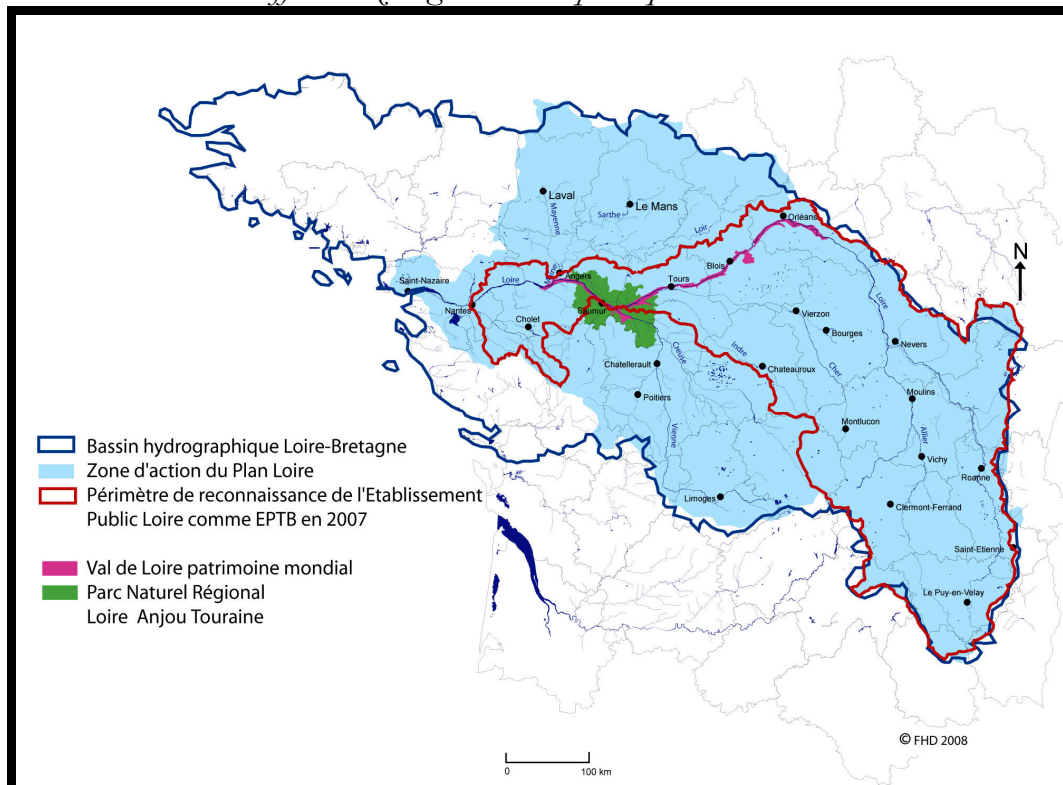 Laval
Le Mans
Mayenne
Sarthe
Loir
Orléans
N
Blois
Angers
Tours
Saint-Nazaire
Loire
Loire
Nantes
Saumur
Cholet
Vierzon
Bourges
Indre
Nevers
Creuse
Chatellerault
Chateauroux
Cher
Poitiers
Moulins
Montlucon
Allier
Vienne
Vichy
Roanne
Limoges
Clermont-Ferrand
Saint-Etienne
Le Puy-en-Velay
Bassin hydrographique Loire-Bretagne
Zone d'action du Plan Loire
Périmètre de reconnaissance de l'Etablissement
Public Loire comme EPTB en 2007
Val de Loire patrimoine mondial
Parc Naturel Régional
Loire Anjou Touraine
© FHD 2008
0 100 km